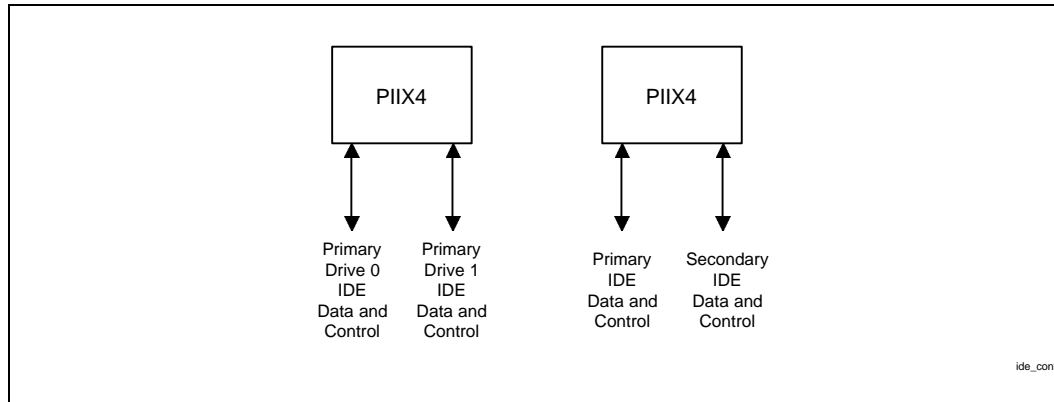 PIIX4
PIIX4
Primary
Drive 0
IDE
Data and
Control
Primary
Drive 1
IDE
Data and
Control
Primary
IDE
Data and
Control
Secondary
IDE
Data and
Control
ide_con